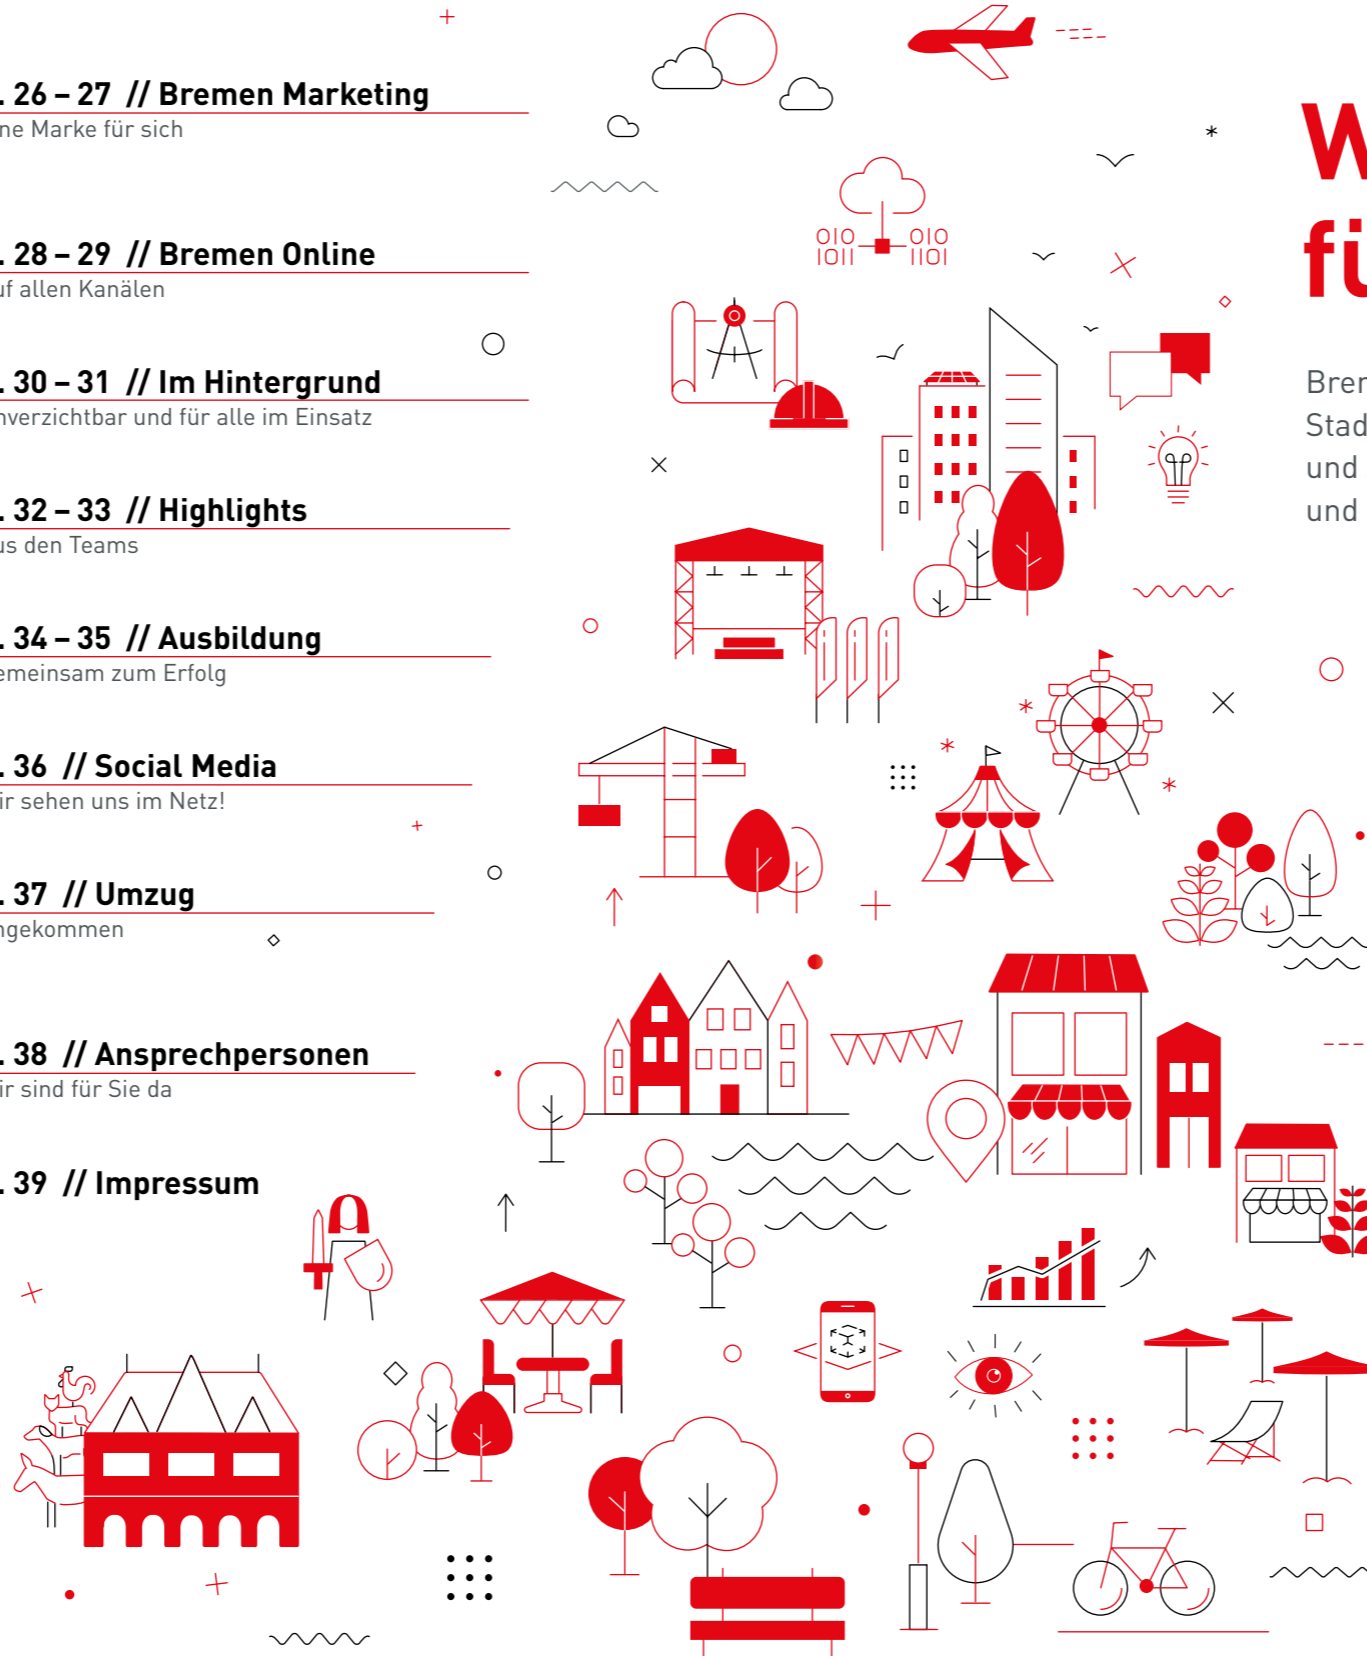 . 26 – 27 // Bremen Marketing
ne Marke für sich
. 28 – 29 // Bremen Online
uf allen Kanälen
. 30 – 31 // Im Hintergrund
nverzichtbar und für alle im Einsatz
. 32 – 33 // Highlights
us den Teams
. 34 – 35 // Ausbildung
emeinsam zum Erfolg
. 36 // Social Media
ir sehen uns im Netz!
. 37 // Umzug
ngekommen
. 38 // Ansprechpersonen
ir sind für Sie da
. 39 // Impressum
010 010
1011 1101
W
fü
Brem
Stad
und
und